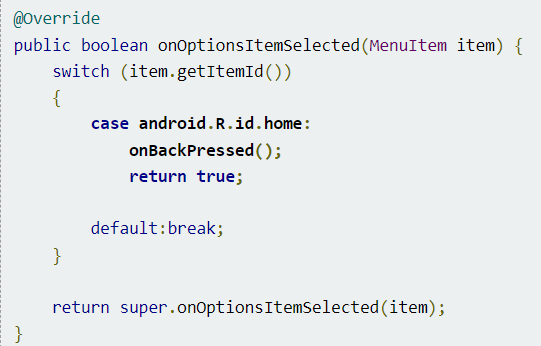 @Override
public boolean onOptionsItemSelected(MenuItem item) {
    switch (item.getItemId())
    {
        case android.R.id.home:
            onBackPressed();
            return true;

        default:break;
    }

    return super.onOptionsItemSelected(item);
}